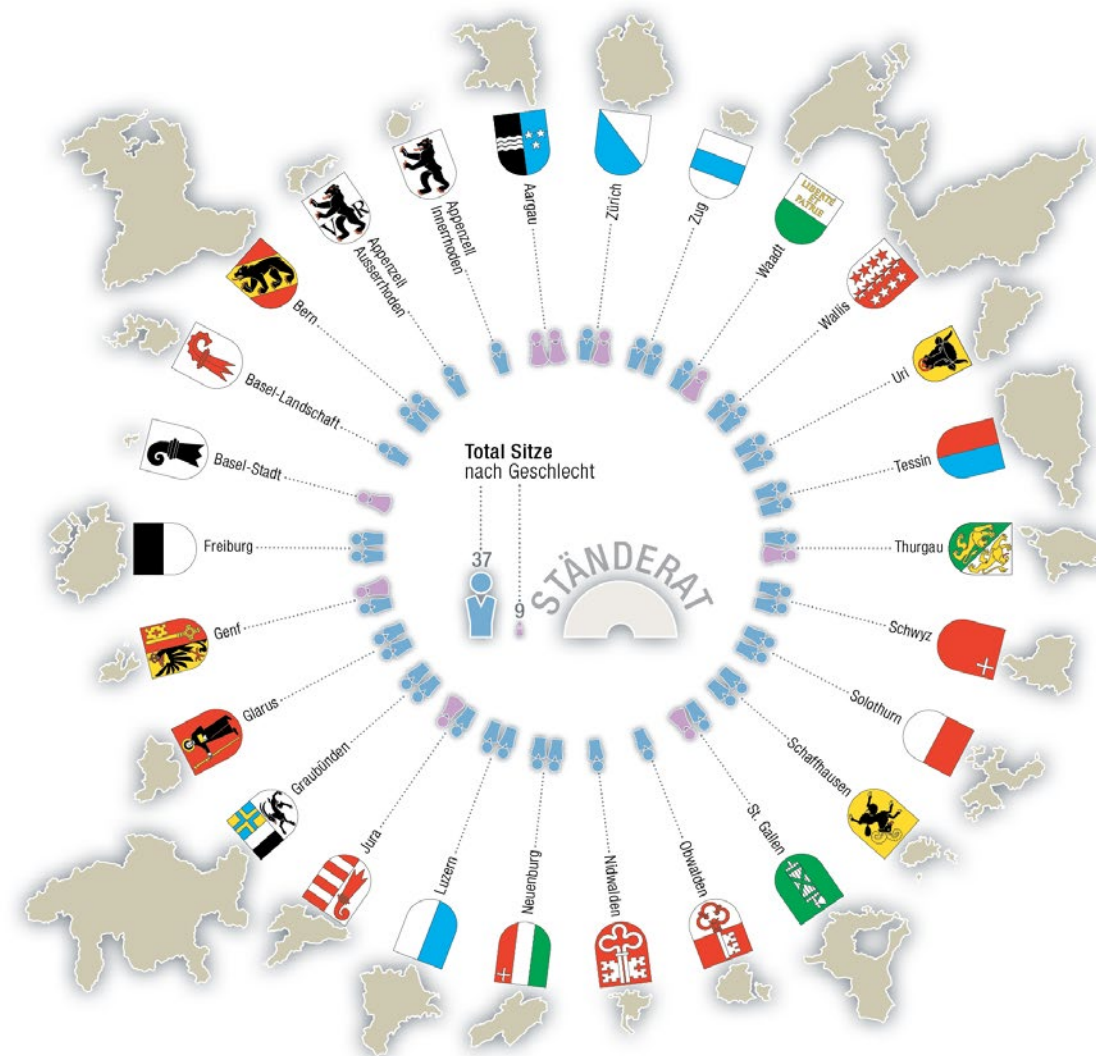 Aargau
Zürich
Zug
Waadt
LIBERTÉ
ET
PATRIE
Wallis
Uri
Tessin
Thurgau
Schwyz
Solothurn
Schaffhausen
St. Gallen
Obwalden
Nidwalden
Neuenburg
Luzern
Jura
Graubünden
Glarus
Genf
Freiburg
Basel-Stadt
Basel-Landschaft
Bern
Appenzell
Ausserrhoden
V R
Appenzell
Innerrhoden
Total Sitze
nach Geschlecht
37
9
STÄNDERAT